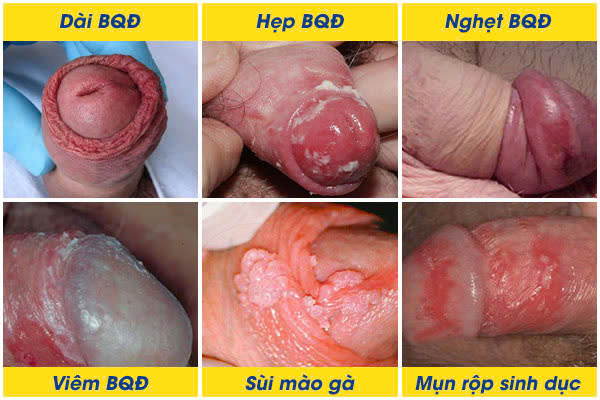 Dài BQĐ
Hẹp BQĐ
Nghẹt BQĐ
Viêm BQĐ
Sùi mào gà
Mụn rộp sinh dục